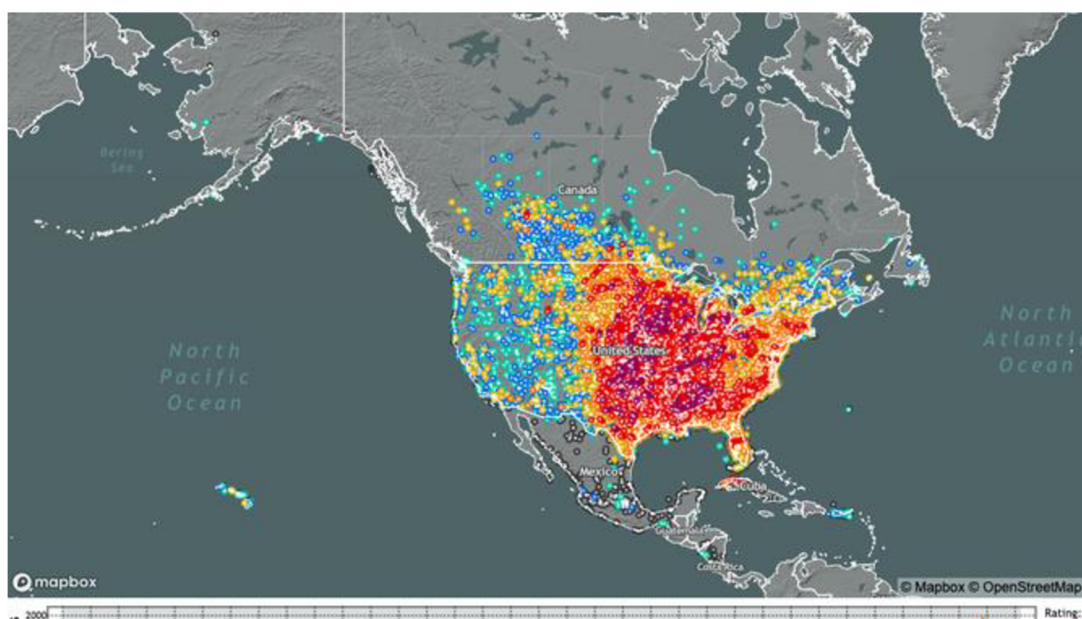 Bering
Sea
Canada
North
Pacific
Ocean
United States
North
Atlantic
Ocean
Mexico
Cuba
Guatemala
Costa Rica
mapbox
© Mapbox © OpenStreetMap
2000
Rating: